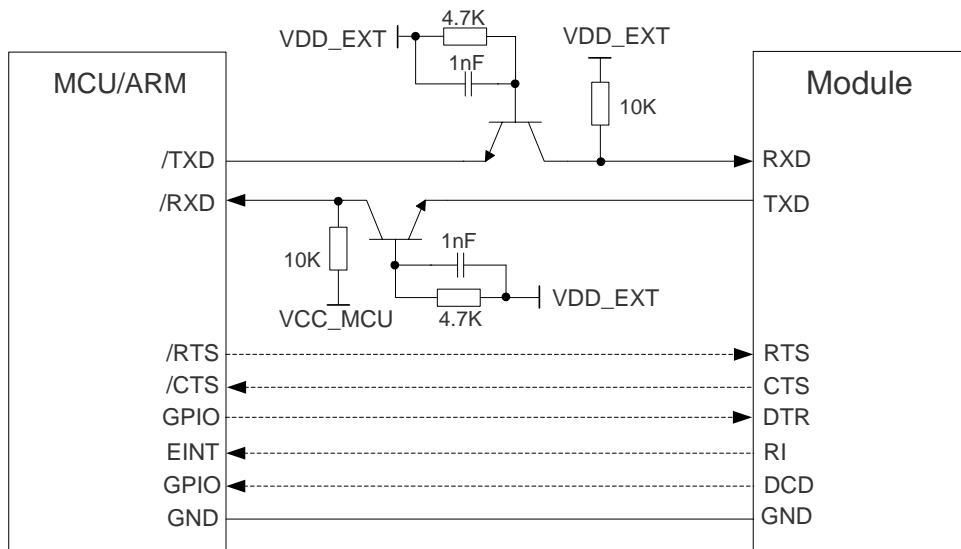 4.7K
VDD_EXT
VDD_EXT
1nF
MCU/ARM
Module
10K
/TXD
RXD
/RXD
TXD
1nF
10K
VDD_EXT
VCC_MCU
4.7K
/RTS
RTS
/CTS
CTS
GPIO
DTR
EINT
RI
GPIO
DCD
GND
GND